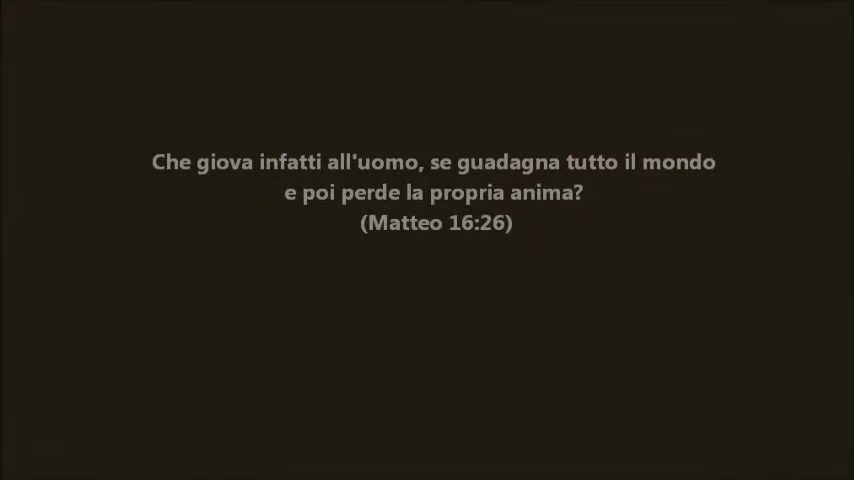 Che giova infatti all'uomo, se guadagna tutto il mondo
e poi perde la propria anima?
(Matteo 16:26)